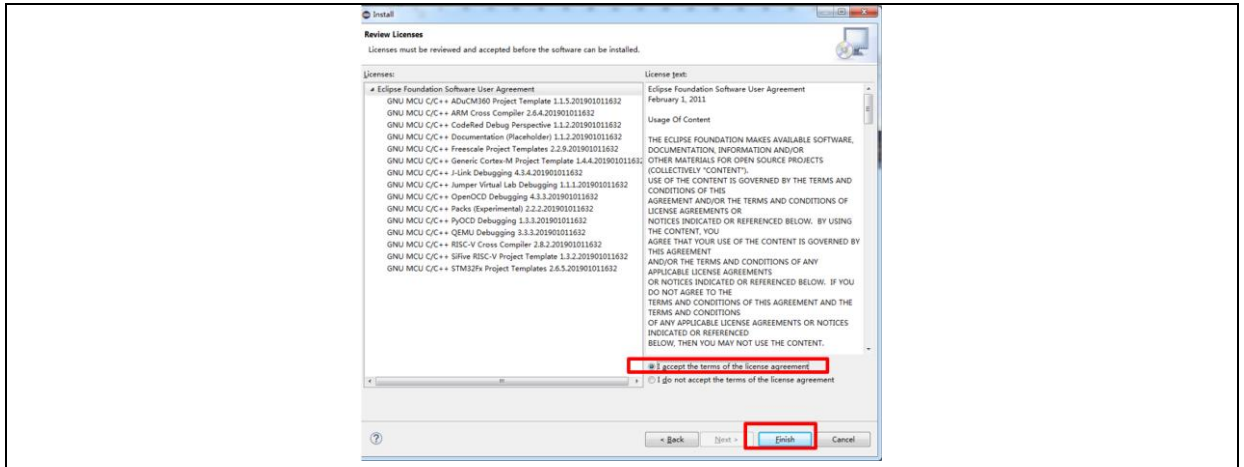 Install
Review Licenses
Licenses must be reviewed and accepted before the software can be installed.
Licenses:
Eclipse Foundation Software User Agreement
GNU MCU C/C++ ADuCM360 Project Template 1.1.5.201901011632
GNU MCU C/C++ ARM Cross Compiler 2.6.4.201901011632
GNU MCU C/C++ CodeRed Debug Perspective 1.1.2.201901011632
GNU MCU C/C++ Documentation (Placeholder) 1.1.2.201901011632
GNU MCU C/C++ Freescale Project Templates 2.2.9.201901011632
GNU MCU C/C++ Generic Cortex-M Project Template 1.4.4.201901011632
GNU MCU C/C++ J-Link Debugging 4.3.4.201901011632
GNU MCU C/C++ Jumper Virtual Lab Debugging 1.1.1.201901011632
GNU MCU C/C++ OpenOCD Debugging 4.3.3.201901011632
GNU MCU C/C++ Packs (Experimental) 2.2.2.201901011632
GNU MCU C/C++ PyOCD Debugging 1.3.3.201901011632
GNU MCU C/C++ QEMU Debugging 3.3.3.201901011632
GNU MCU C/C++ RISC-V Cross Compiler 2.8.2.201901011632
GNU MCU C/C++ SiFive RISC-V Project Template 1.3.2.201901011632
GNU MCU C/C++ STM32Fx Project Templates 2.6.5.201901011632
License text:
Eclipse Foundation Software User Agreement
February 1, 2011
Usage Of Content
THE ECLIPSE FOUNDATION MAKES AVAILABLE SOFTWARE,
DOCUMENTATION, INFORMATION AND/OR
OTHER MATERIALS FOR OPEN SOURCE PROJECTS
(COLLECTIVELY "CONTENT").
USE OF THE CONTENT IS GOVERNED BY THE TERMS AND
CONDITIONS OF THIS
AGREEMENT AND/OR THE TERMS AND CONDITIONS OF
LICENSE AGREEMENTS OR
NOTICES INDICATED OR REFERENCED BELOW.  BY USING
THE CONTENT, YOU
AGREE THAT YOUR USE OF THE CONTENT IS GOVERNED BY
THIS AGREEMENT
AND/OR THE TERMS AND CONDITIONS OF ANY
APPLICABLE LICENSE AGREEMENTS
OR NOTICES INDICATED OR REFERENCED BELOW.  IF YOU
DO NOT AGREE TO THE
TERMS AND CONDITIONS OF THIS AGREEMENT AND THE
TERMS AND CONDITIONS
OF ANY APPLICABLE LICENSE AGREEMENTS OR NOTICES
INDICATED OR REFERENCED
BELOW, THEN YOU MAY NOT USE THE CONTENT.
I accept the terms of the license agreement
I do not accept the terms of the license agreement
< Back Next > Finish Cancel